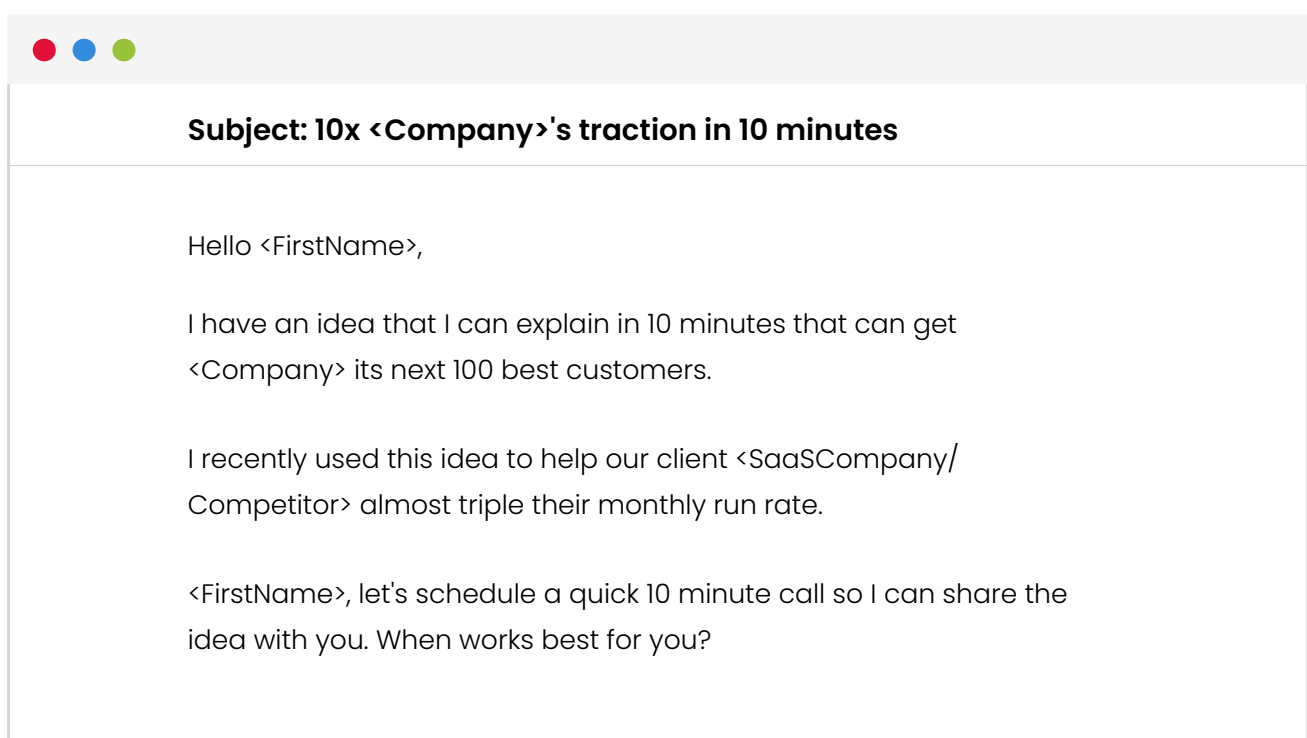 Subject: 10x <Company>'s traction in 10 minutes
Hello <FirstName>,
I have an idea that I can explain in 10 minutes that can get
<Company> its next 100 best customers.
I recently used this idea to help our client <SaaSCompany/
Competitor> almost triple their monthly run rate.
<FirstName>, let's schedule a quick 10 minute call so I can share the
idea with you. When works best for you?